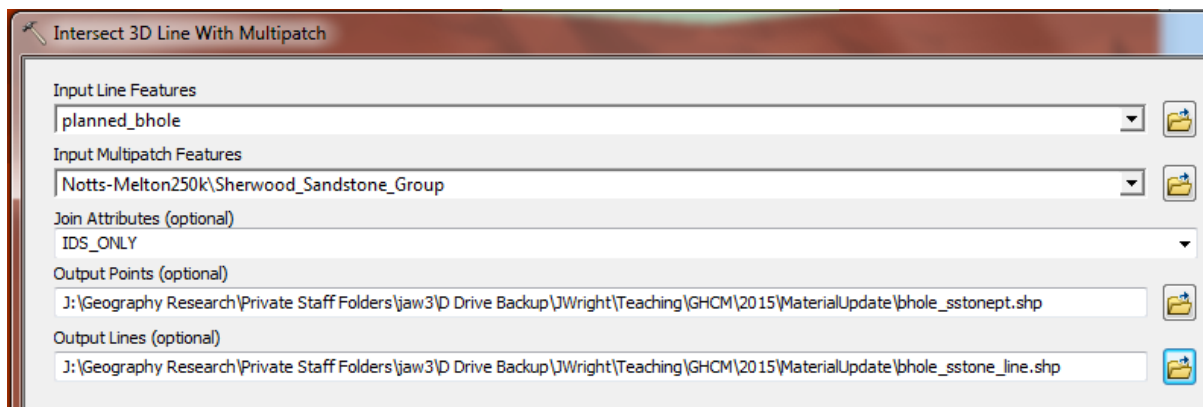 Intersect 3D Line With Multipatch
Input Line Features
planned_bhole
Input Multipatch Features
Notts-Melton250k\Sherwood_Sandstone_Group
Join Attributes (optional)
IDS_ONLY
Output Points (optional)
J:\Geography Research\Private Staff Folders\jaw3\D Drive Backup\JWright\Teaching\GHCM\2015\MaterialUpdate\bhole_sstonept.shp
Output Lines (optional)
J:\Geography Research\Private Staff Folders\jaw3\D Drive Backup\JWright\Teaching\GHCM\2015\MaterialUpdate\bhole_sstone_line.shp